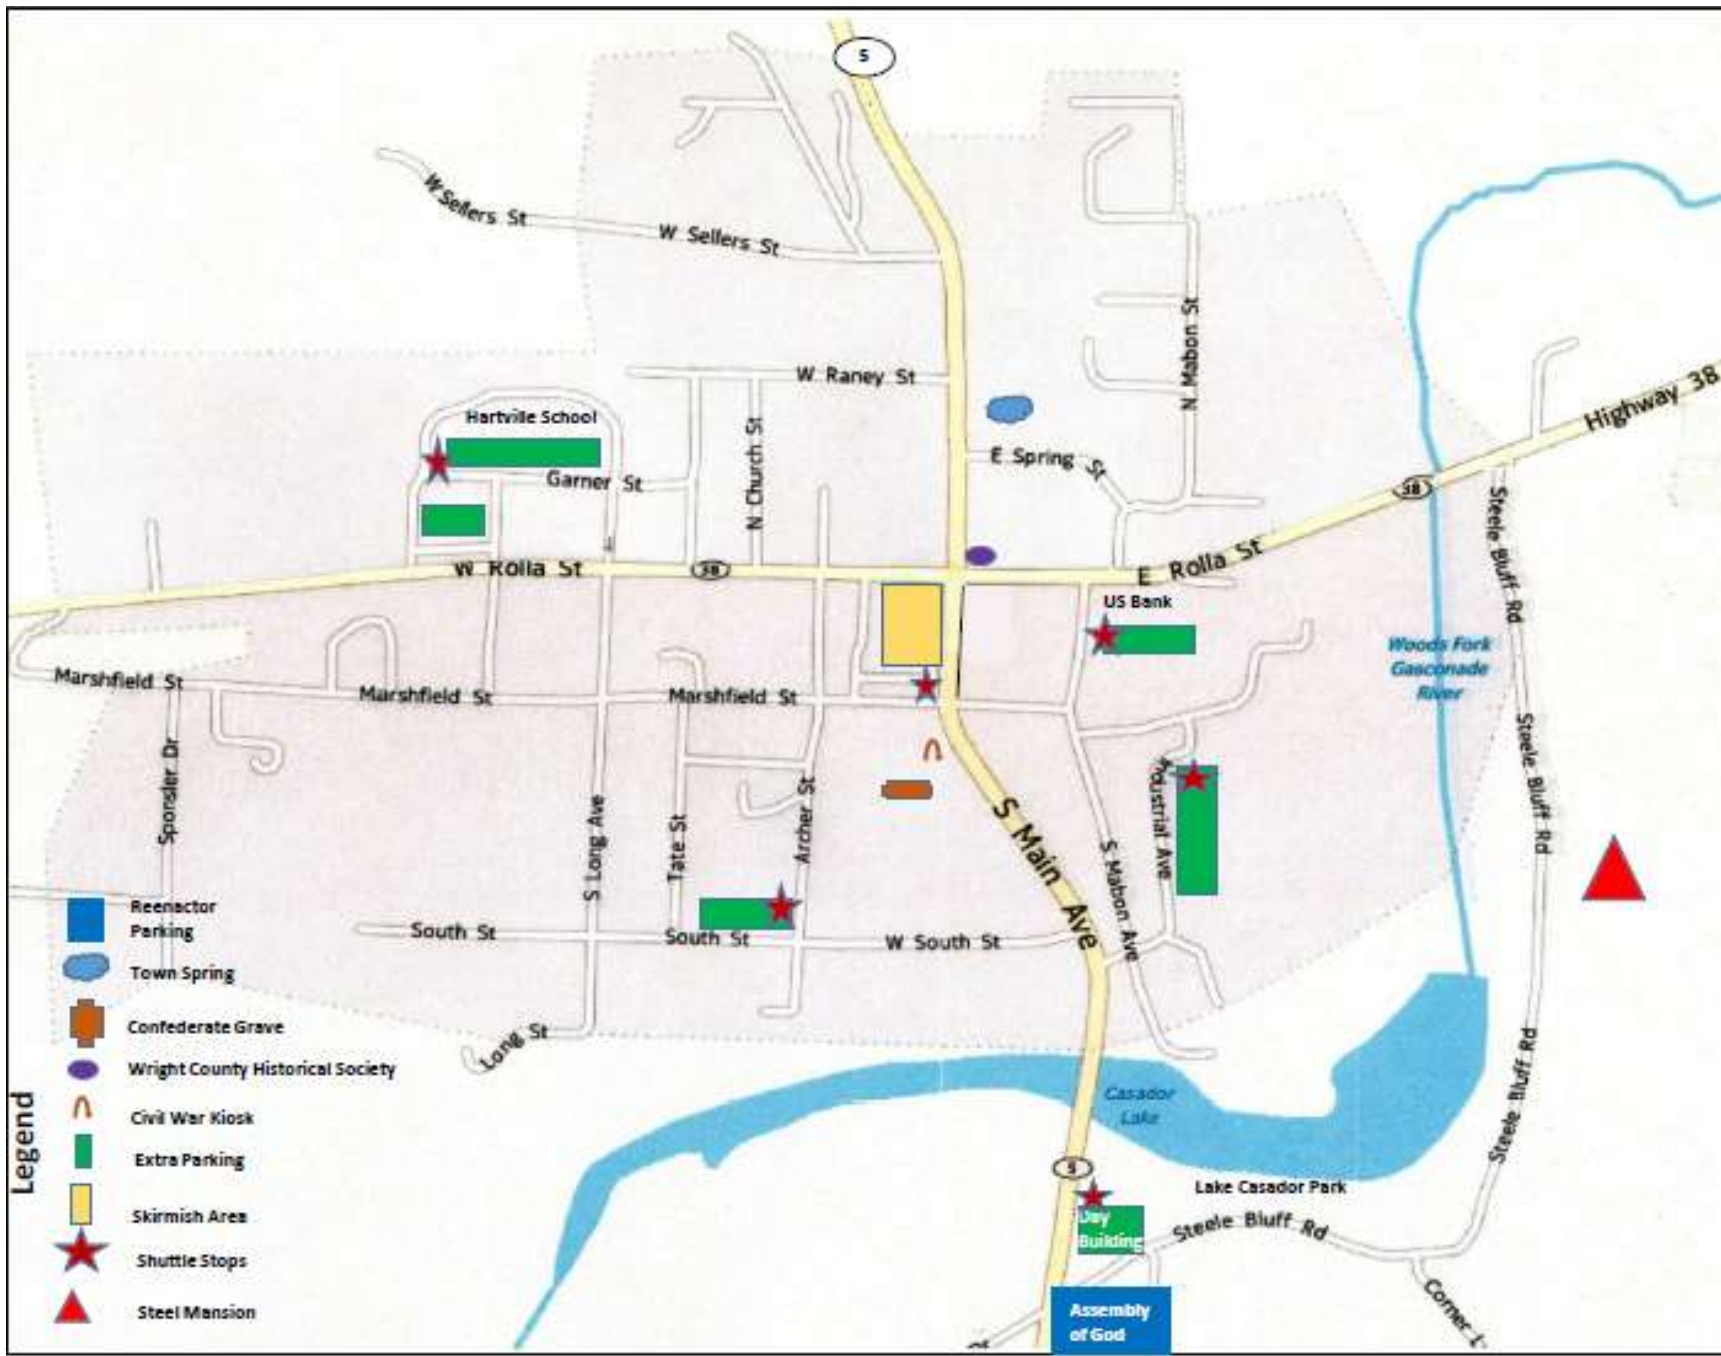 5
W Sellers St
W Sellers St
N Mabon St
W Raney St
Highway 38
Hartville School
N Church St
E Spring St
Garner St
38
Steele Bluff Rd
W Rolla St
38
E Rolla St
US Bank
Woods Fork
Gasconade
River
Marshfield St
Marshfield St
Marshfield St
Steele Bluff Rd
Sponsler Dr
S Long Ave
Tate St
Archer St
S Main Ave
S Mabon Ave
Industrial Ave
South St
South St
W South St
Long St
Casador
Lake
Steele Bluff Rd
5
Lake Casador Park
Day
Building
Steele Bluff Rd
Corner
Assembly
of God
Legend
Reenactor
Parking
Town Spring
Confederate Grave
Wright County Historical Society
Civil War Kiosk
Extra Parking
Skirmish Area
Shuttle Stops
Steel Mansion